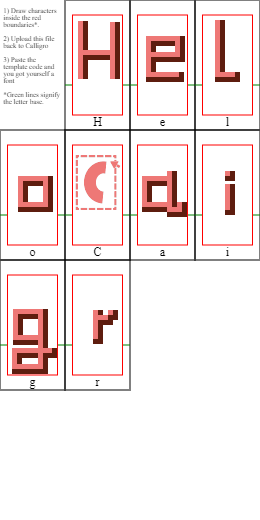 1) Draw characters
inside the red
boundaries*.
2) Upload this file
back to Calligro
3) Paste the
template code and
you got yourself a
font
*Green lines signify
the letter base.
H e l
H e l
o C a i
o C a i
g r
g r